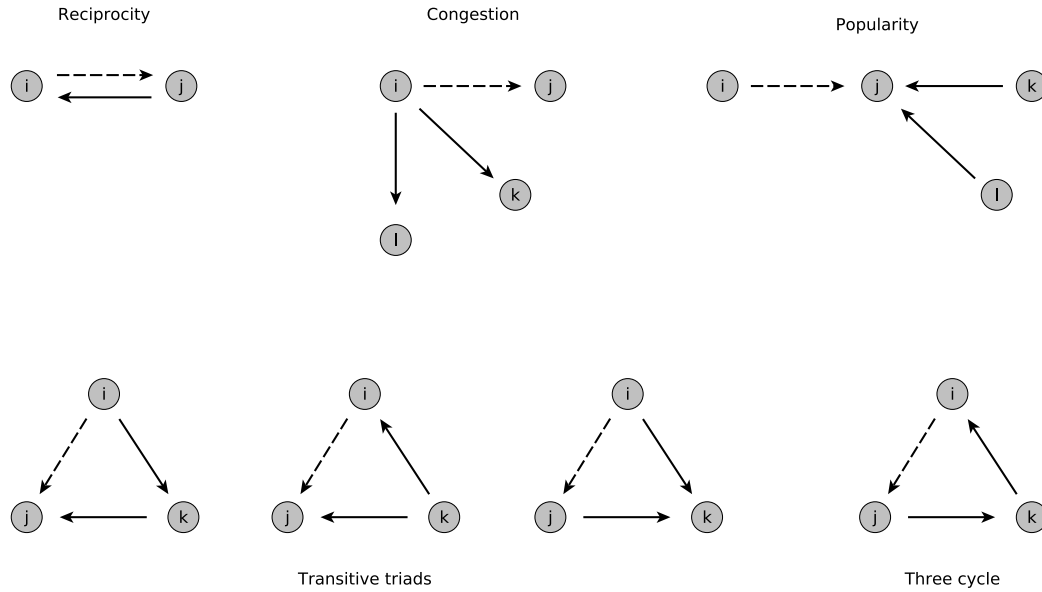 Reciprocity
Congestion
Popularity
i
j
i
j
i
j
k
k
l
l
i
i
i
i
j
k
j
k
j
k
j
k
Transitive triads
Three cycle